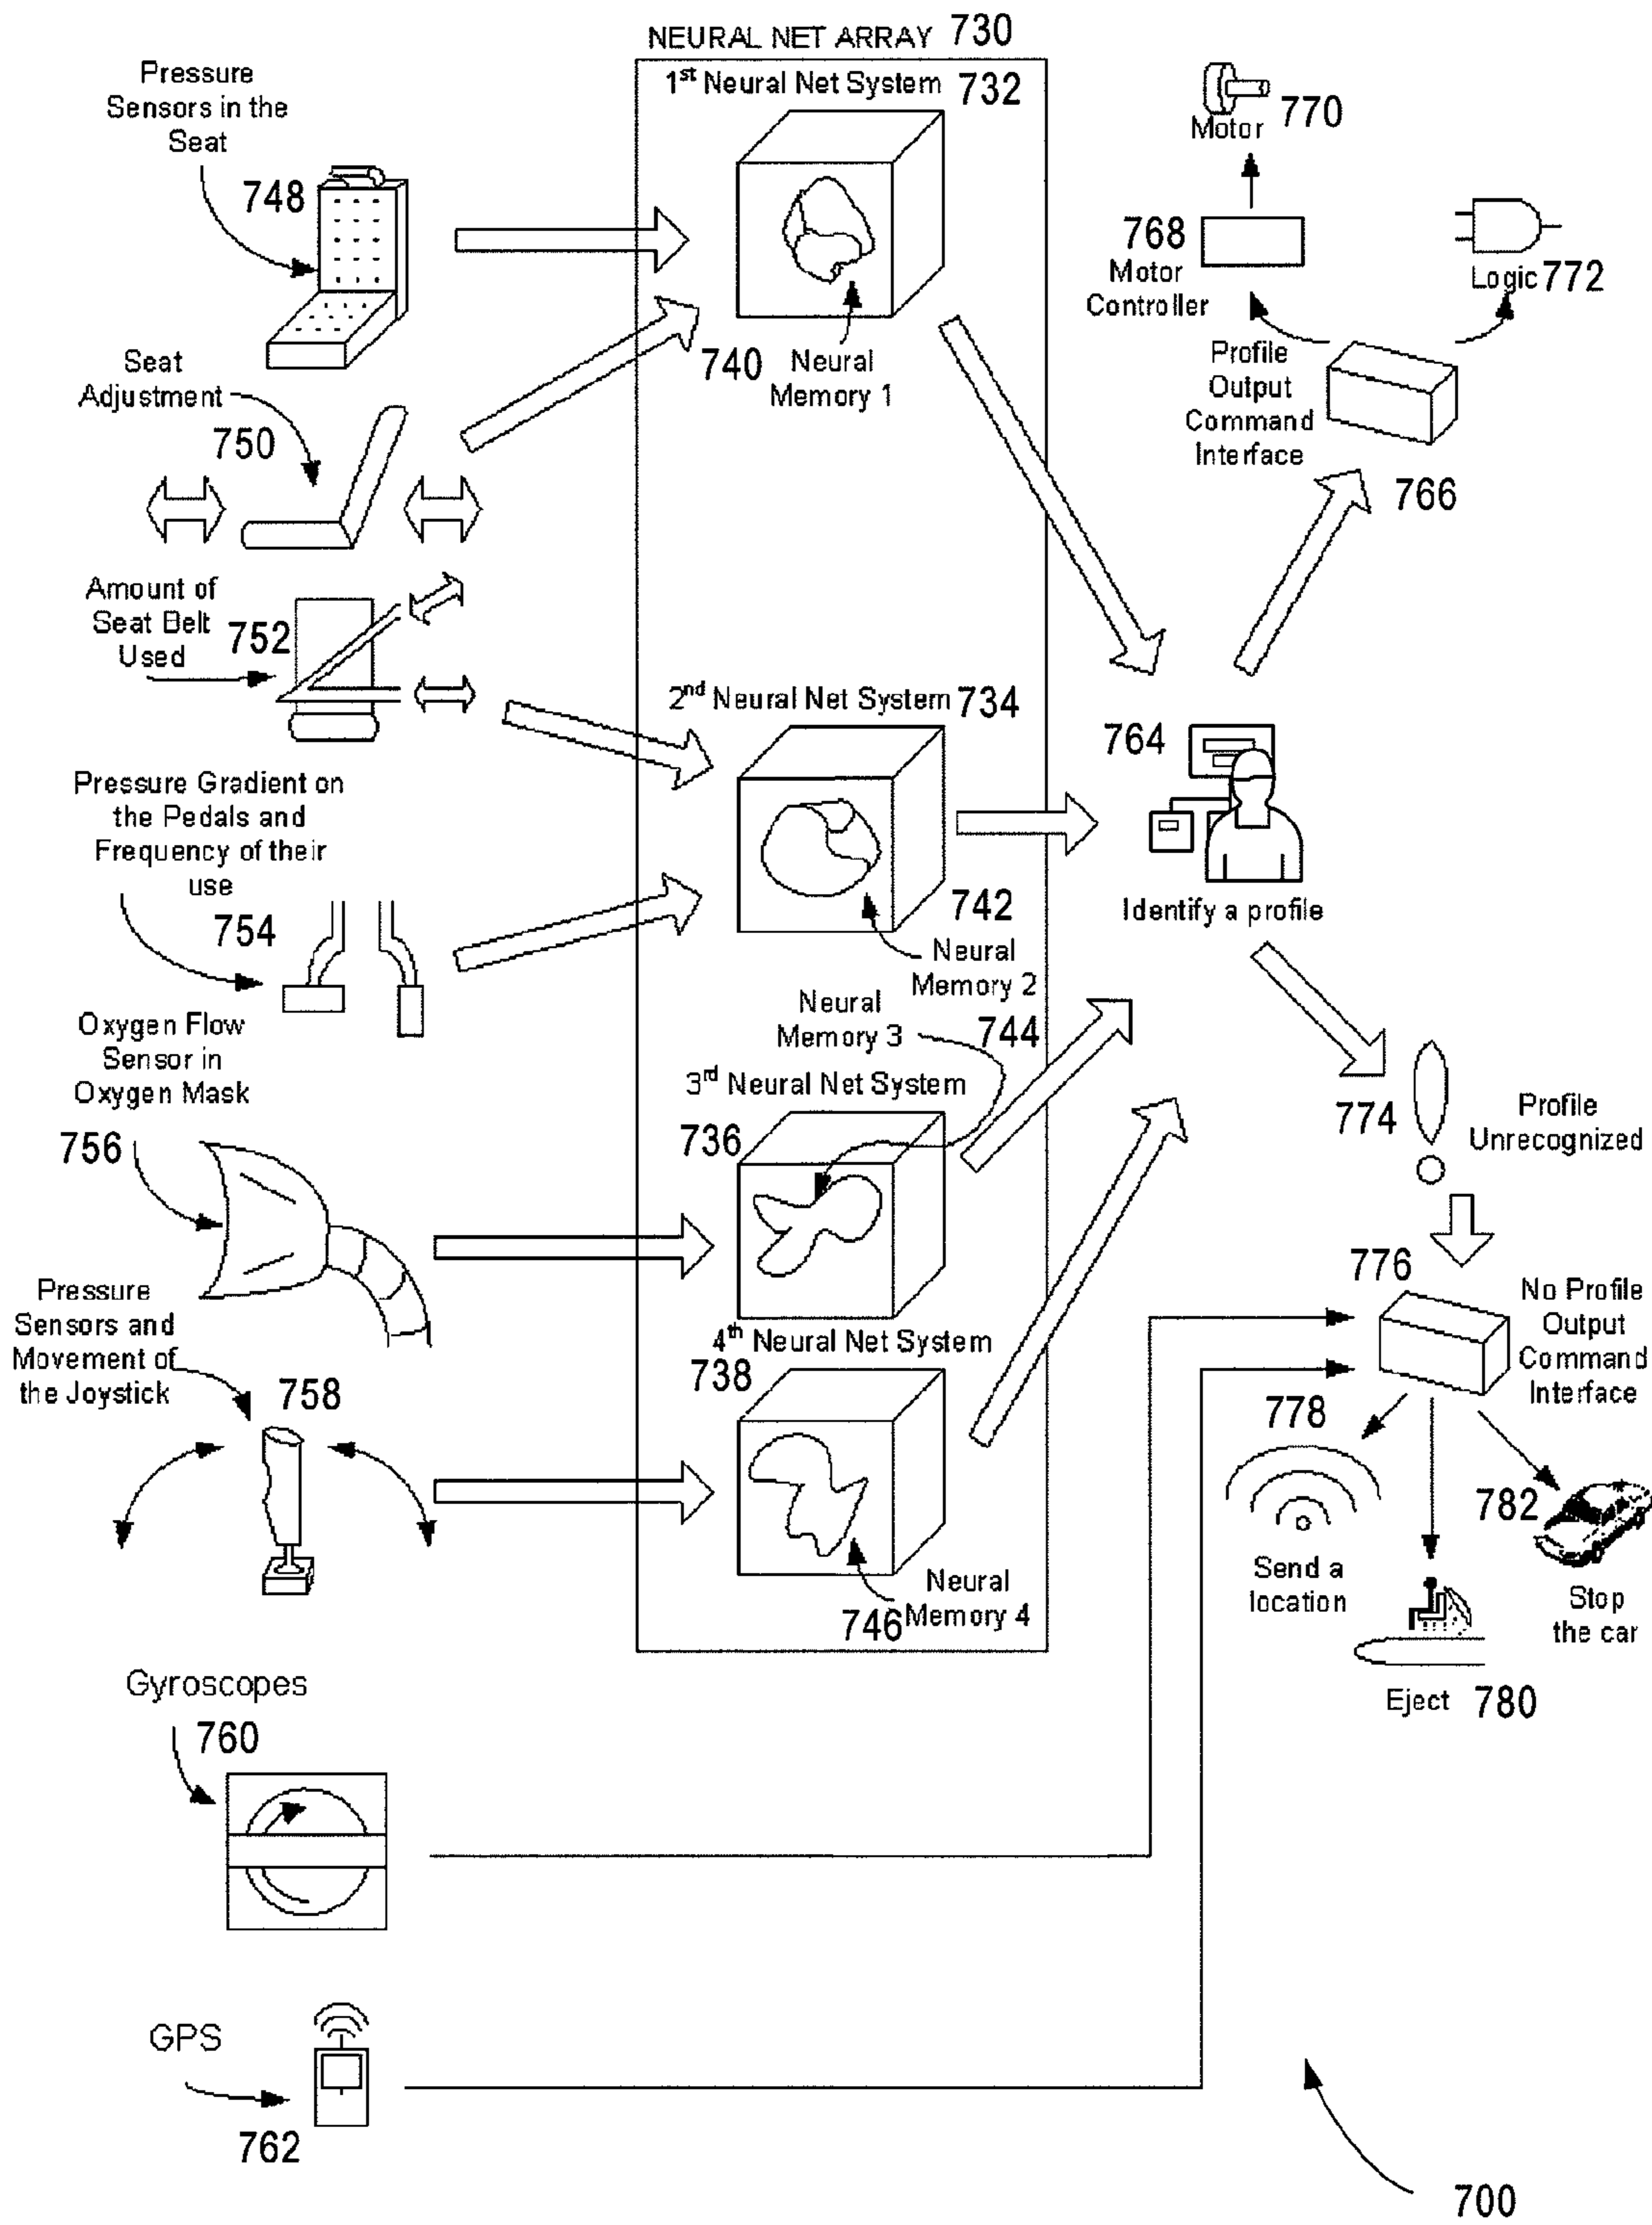 NEURAL NET ARRAY 730
1st Neural Net System 732
Pressure
Sensors in the
Seat
748
740
Neural
Memory 1
Seat
Adjustment
750
Amount of
Seat Belt
Used
752
2nd Neural Net System 734
742
Neural
Memory 2
Pressure Gradient on
the Pedals and
Frequency of their
use
754
Neural
Memory 3
744
3rd Neural Net System
736
Oxygen Flow
Sensor in
Oxygen Mask
756
4th Neural Net System
738
Pressure
Sensors and
Movement of
the Joystick
758
Neural
Memory 4
746
Gyroscopes
760
GPS
762
Motor 770
768
Motor
Controller
Logic 772
Profile
Output
Command
Interface
766
764
Identify a profile
774
Profile
Unrecognized
776
No Profile
Output
Command
Interface
778
Send a
location
782
Stop
the car
Eject 780
700